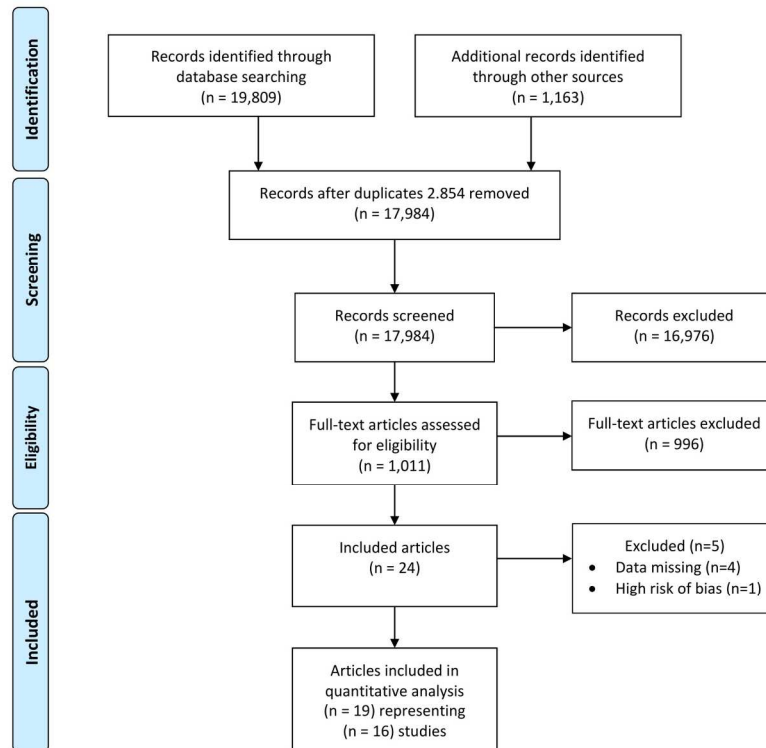 Identification
Records identified through
database searching
(n = 19,809)
Additional records identified
through other sources
(n = 1,163)
Screening
Records after duplicates 2.854 removed
(n = 17,984)
Records screened
(n = 17,984)
Records excluded
(n = 16,976)
Eligibility
Full-text articles assessed
for eligibility
(n = 1,011)
Full-text articles excluded
(n = 996)
Included
Included articles
(n = 24)
Excluded (n=5)
• Data missing (n=4)
• High risk of bias (n=1)
Articles included in
quantitative analysis
(n = 19) representing
(n = 16) studies